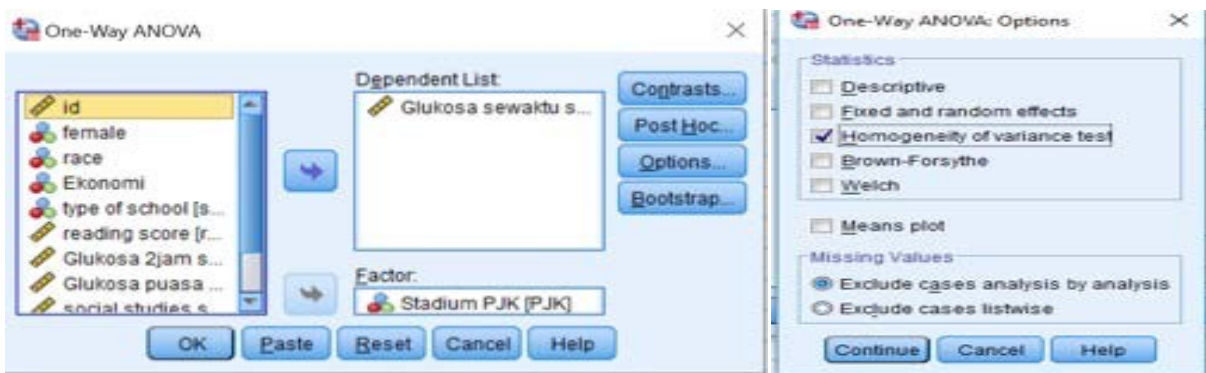 One-Way ANOVA
id
female
race
Ekonomi
type of school [s...
reading score [r...
Glukosa 2jam s...
Glukosa puasa ...
social studies s
Dependent List:
Glukosa sewaktu s...
Factor:
Stadium PJK [PJK]
Contrasts...
Post Hoc...
Options...
Bootstrap...
OK
Paste
Reset
Cancel
Help
One-Way ANOVA: Options
Statistics
Descriptive
Fixed and random effects
Homogeneity of variance test
Brown-Forsythe
Welch
Means plot
Missing Values
Exclude cases analysis by analysis
Exclude cases listwise
Continue
Cancel
Help